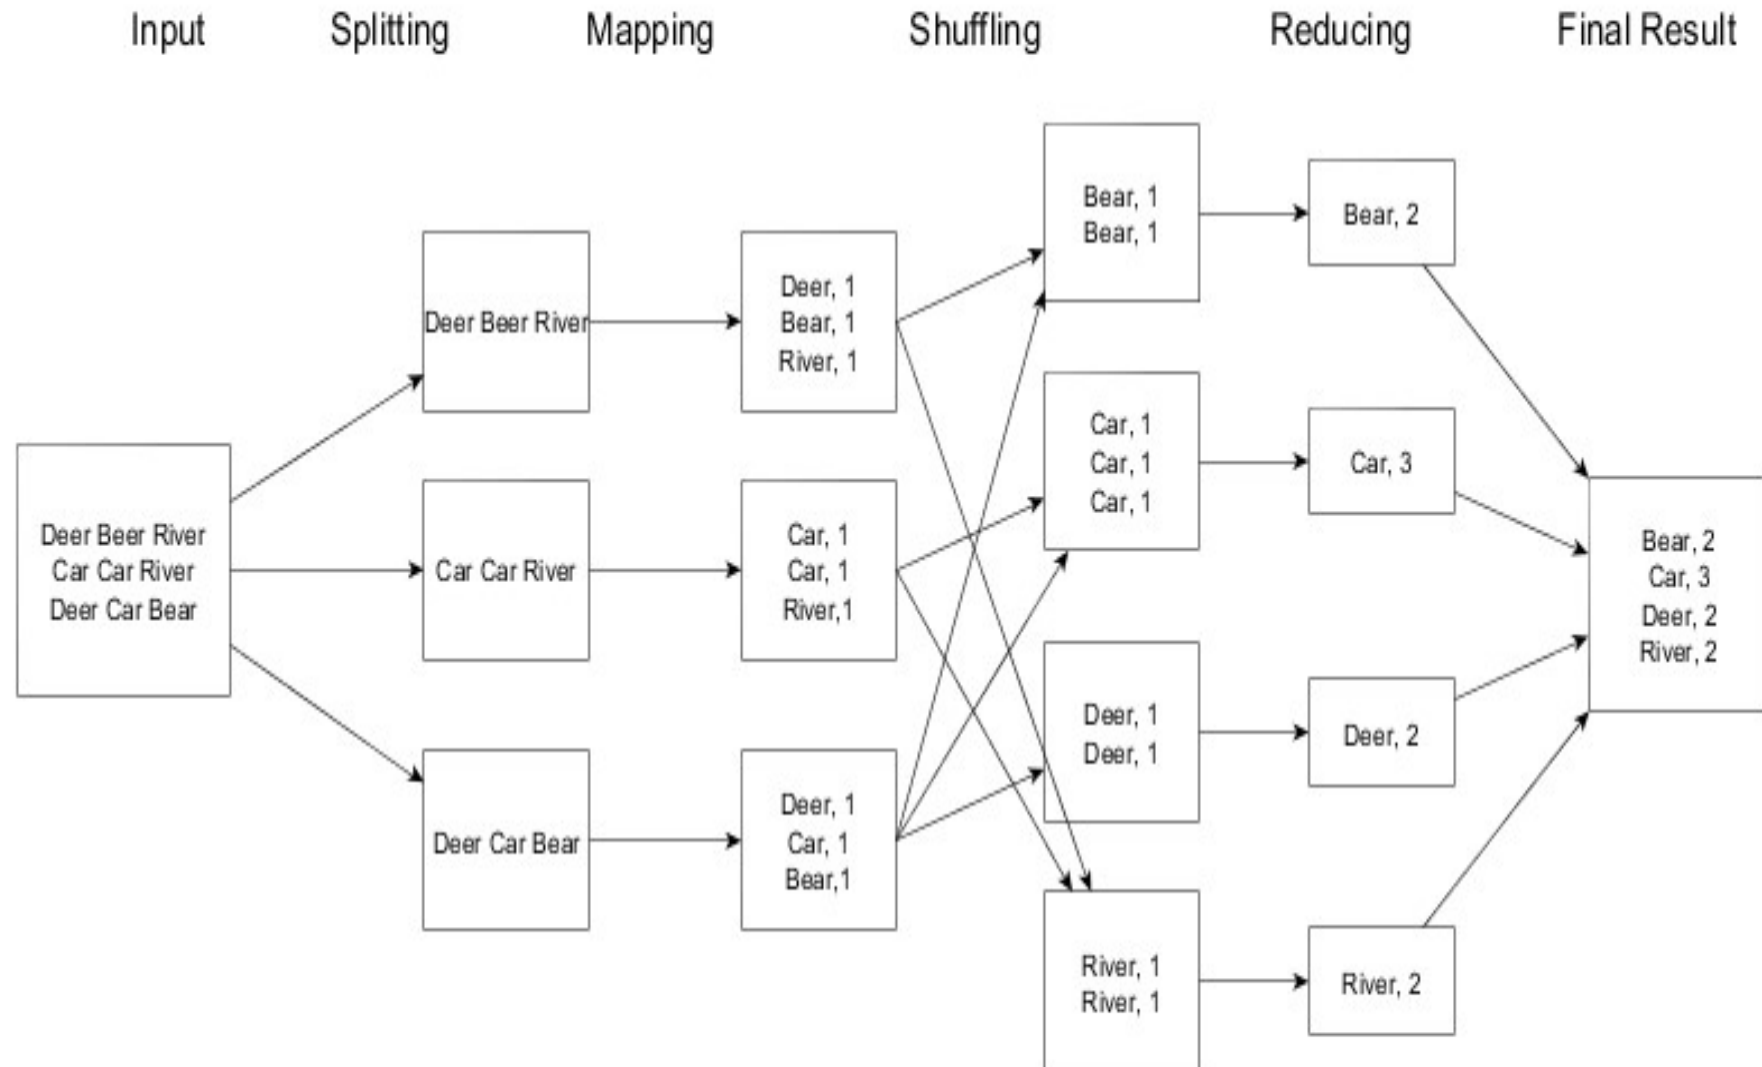 Input
Splitting
Mapping
Shuffling
Reducing
Final Result
Deer Beer River
Car Car River
Deer Car Bear
Deer Beer River
Car Car River
Deer Car Bear
Deer, 1
Bear, 1
River, 1
Car, 1
Car, 1
River,1
Deer, 1
Car, 1
Bear,1
Bear, 1
Bear, 1
Car, 1
Car, 1
Car, 1
Deer, 1
Deer, 1
River, 1
River, 1
Bear, 2
Car, 3
Deer, 2
River, 2
Bear, 2
Car, 3
Deer, 2
River, 2